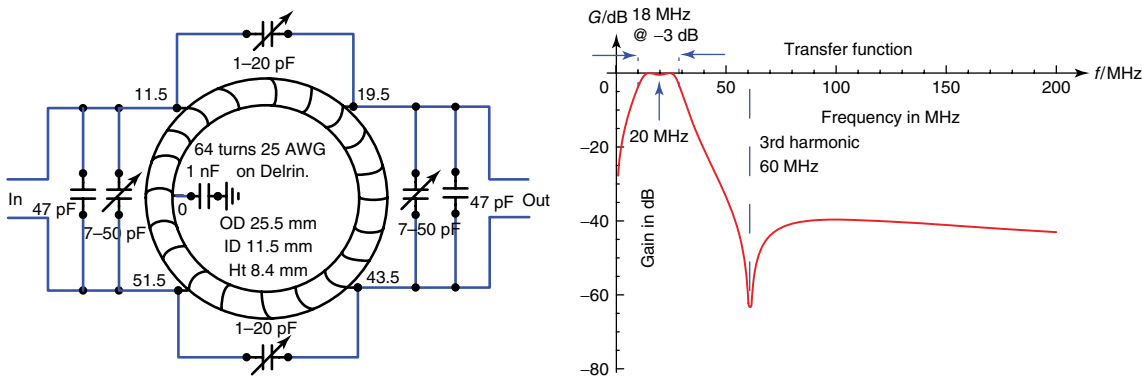 1–20 pF
11.5
19.5
64 turns 25 AWG
on Delrin.
1 nF
0
OD 25.5 mm
ID 11.5 mm
Ht 8.4 mm
In
47 pF
7–50 pF
7–50 pF
47 pF
Out
51.5
43.5
1–20 pF
G/dB
18 MHz
@ −3 dB
Transfer function
f/MHz
0
50
100
150
200
Frequency in MHz
20 MHz
3rd harmonic
60 MHz
−20
−40
−60
−80
Gain in dB